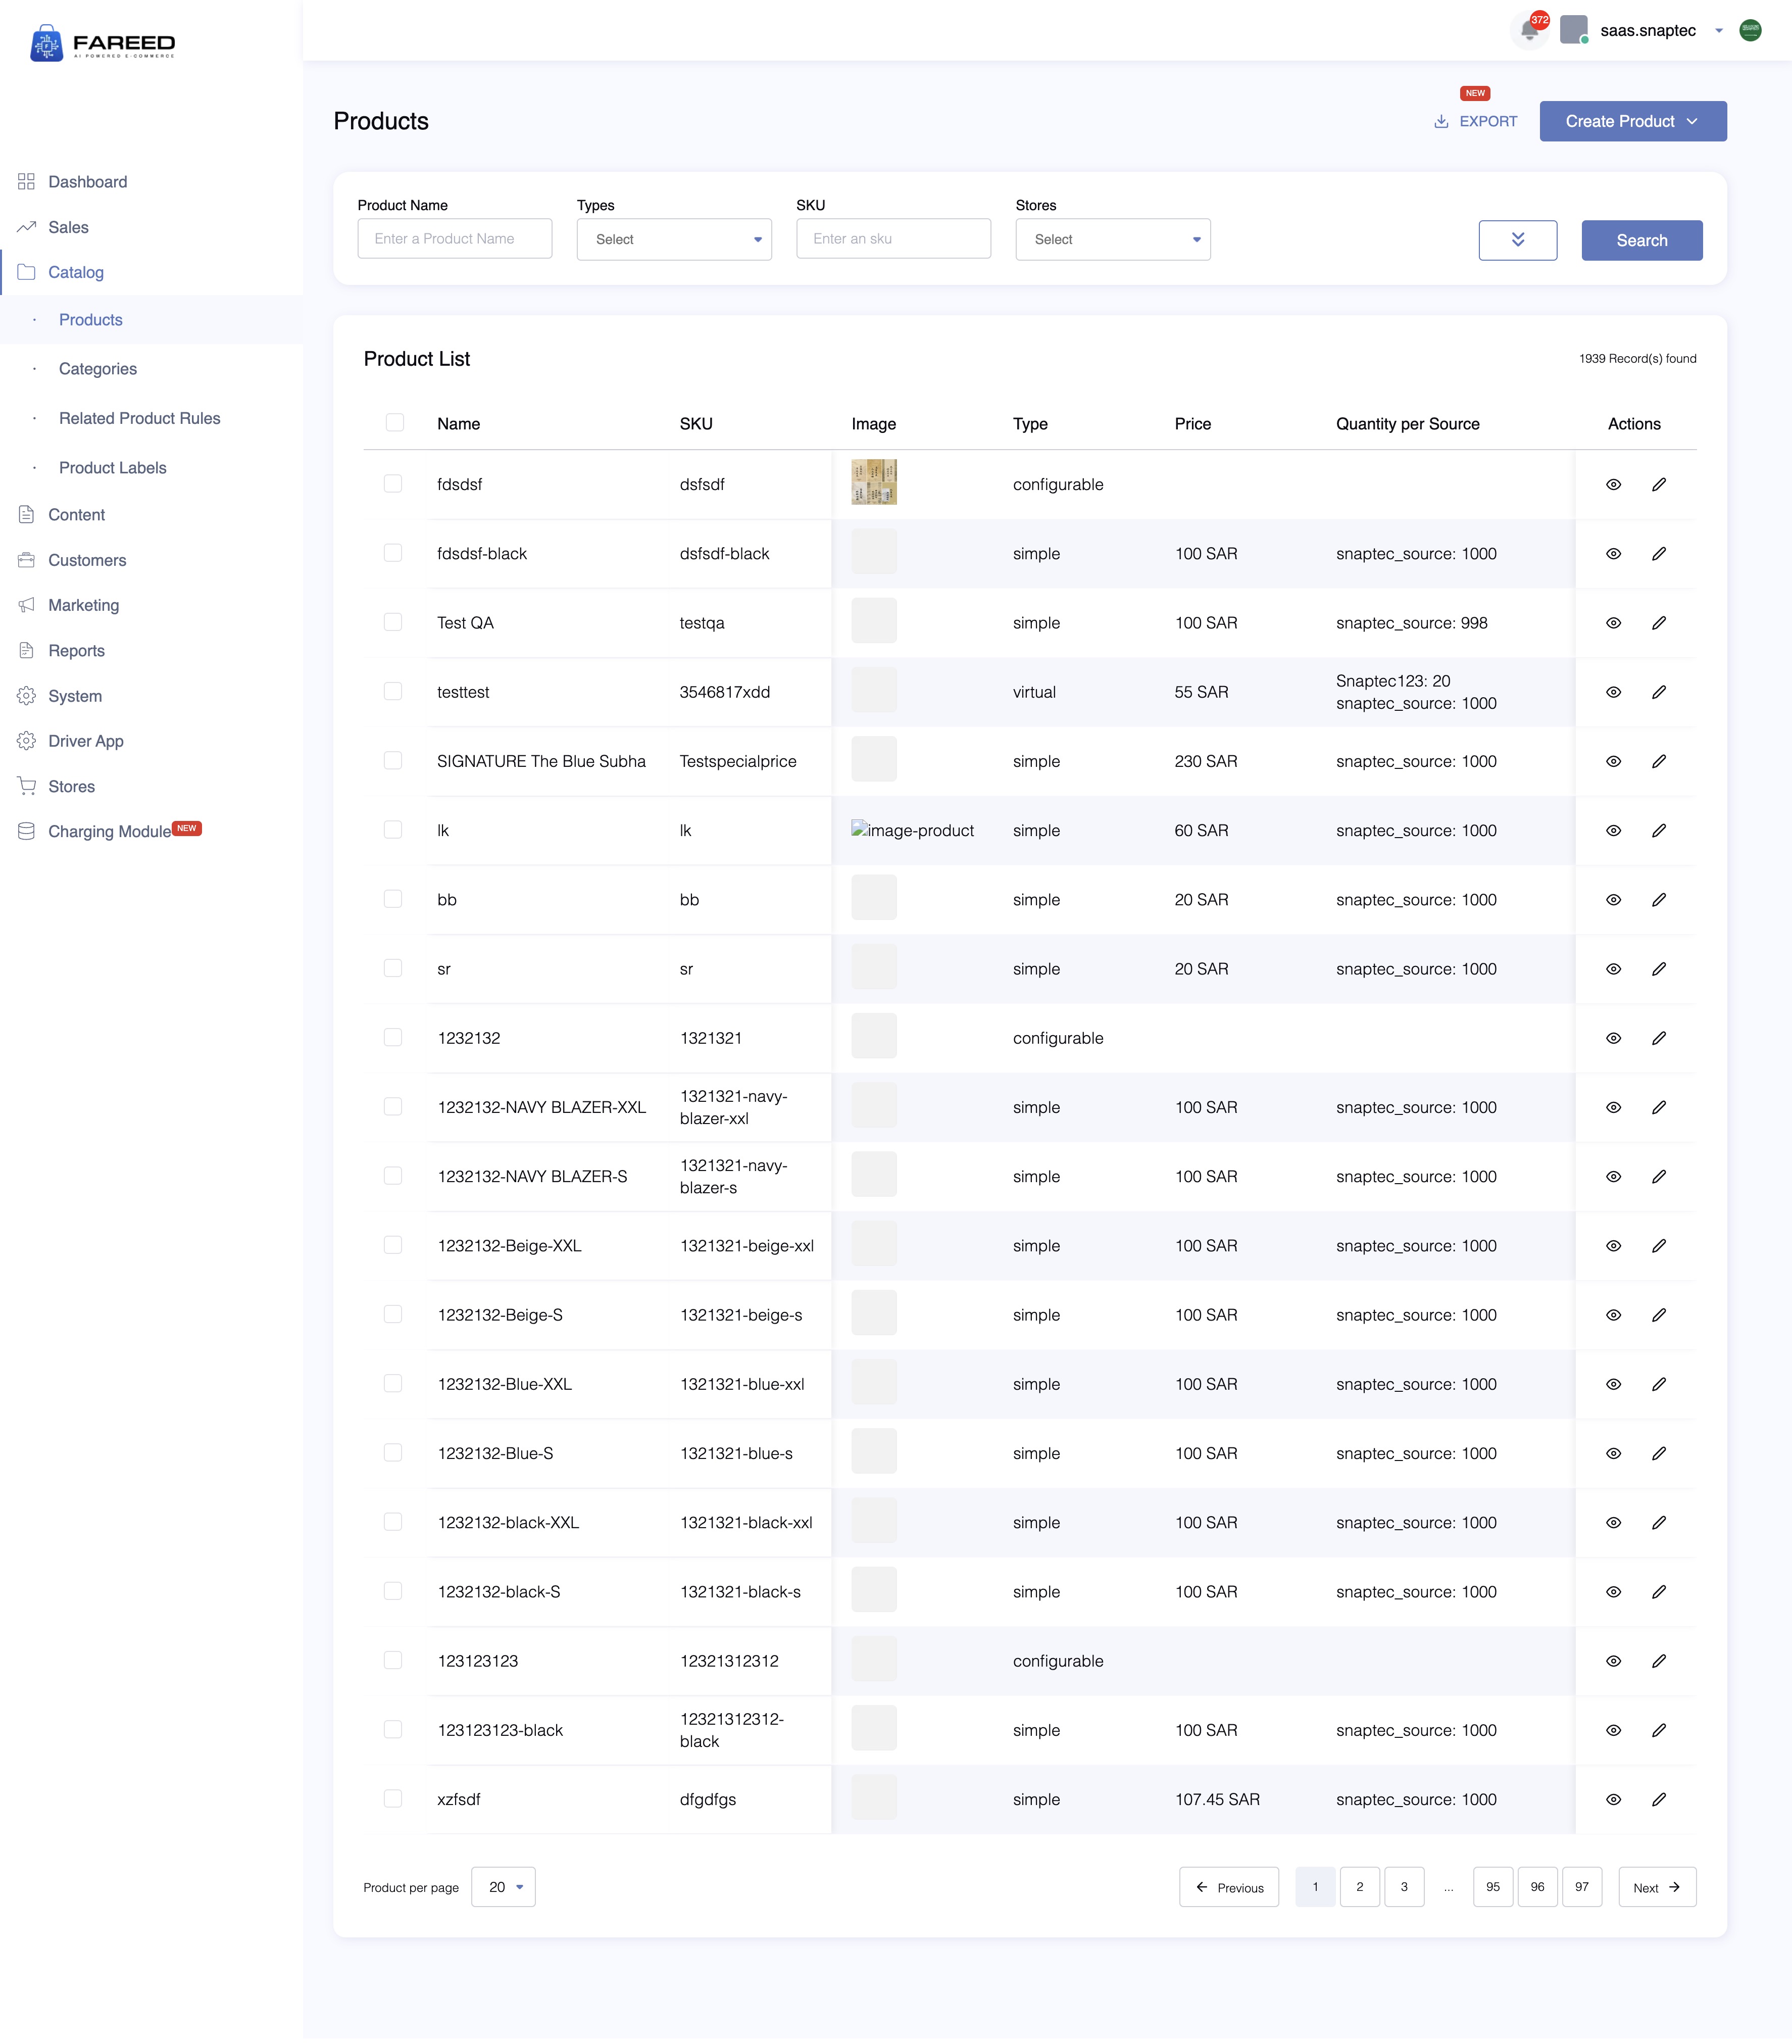 FAREED
AI POWERED E-COMMERCE
372
saas.snaptec
Dashboard
Sales
Catalog
Products
Categories
Related Product Rules
Product Labels
Content
Customers
Marketing
Reports
System
Driver App
Stores
Charging Module NEW
Products
NEW
EXPORT
Create Product
Product Name
Types
SKU
Stores
Enter a Product Name
Select
Enter an sku
Select
Search
Product List
1939 Record(s) found
Name SKU Image Type Price Quantity per Source Actions
fdsdsf dsfsdf configurable
fdsdsf-black dsfsdf-black simple 100 SAR snaptec_source: 1000
Test QA testqa simple 100 SAR snaptec_source: 998
testtest 3546817xdd virtual 55 SAR Snaptec123: 20
snaptec_source: 1000
SIGNATURE The Blue Subha Testspecialprice simple 230 SAR snaptec_source: 1000
lk lk image-product simple 60 SAR snaptec_source: 1000
bb bb simple 20 SAR snaptec_source: 1000
sr sr simple 20 SAR snaptec_source: 1000
1232132 1321321 configurable
1232132-NAVY BLAZER-XXL 1321321-navy-
blazer-xxl simple 100 SAR snaptec_source: 1000
1232132-NAVY BLAZER-S 1321321-navy-
blazer-s simple 100 SAR snaptec_source: 1000
1232132-Beige-XXL 1321321-beige-xxl simple 100 SAR snaptec_source: 1000
1232132-Beige-S 1321321-beige-s simple 100 SAR snaptec_source: 1000
1232132-Blue-XXL 1321321-blue-xxl simple 100 SAR snaptec_source: 1000
1232132-Blue-S 1321321-blue-s simple 100 SAR snaptec_source: 1000
1232132-black-XXL 1321321-black-xxl simple 100 SAR snaptec_source: 1000
1232132-black-S 1321321-black-s simple 100 SAR snaptec_source: 1000
123123123 12321312312 configurable
123123123-black 12321312312-
black simple 100 SAR snaptec_source: 1000
xzfsdf dfgdfgs simple 107.45 SAR snaptec_source: 1000
Product per page 20
Previous 1 2 3 ... 95 96 97 Next